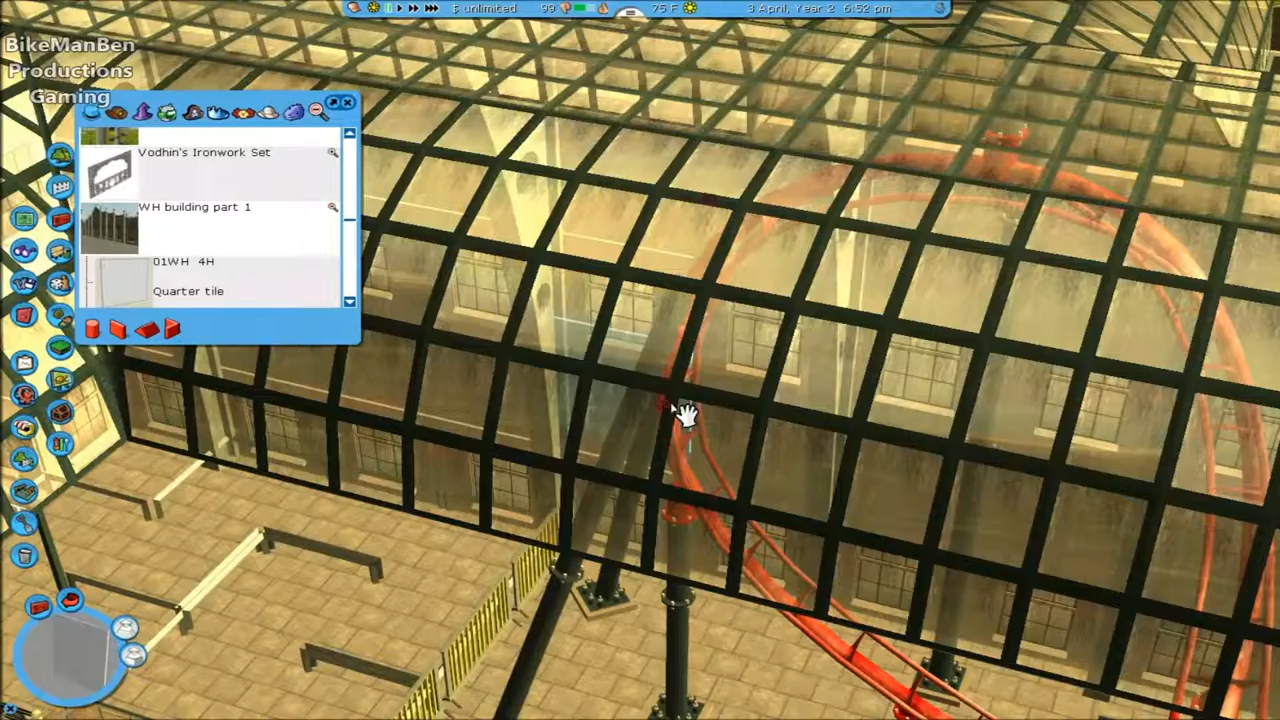 $ unlimited 99 75 F 3 April, Year 2 6:52 pm
BikeManBen
Productions
Gaming
Vodhin's Ironwork Set
WH building part 1
01WH 4H
Quarter tile